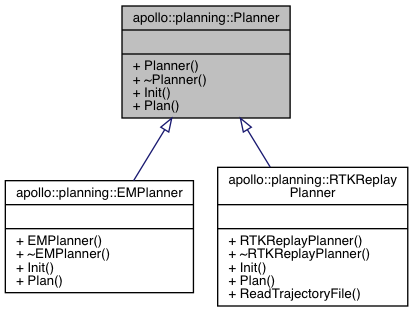 apollo::planning::Planner
+ Planner()
+ ~Planner()
+ Init()
+ Plan()
apollo::planning::EMPlanner
+ EMPlanner()
+ ~EMPlanner()
+ Init()
+ Plan()
apollo::planning::RTKReplay
Planner
+ RTKReplayPlanner()
+ ~RTKReplayPlanner()
+ Init()
+ Plan()
+ ReadTrajectoryFile()